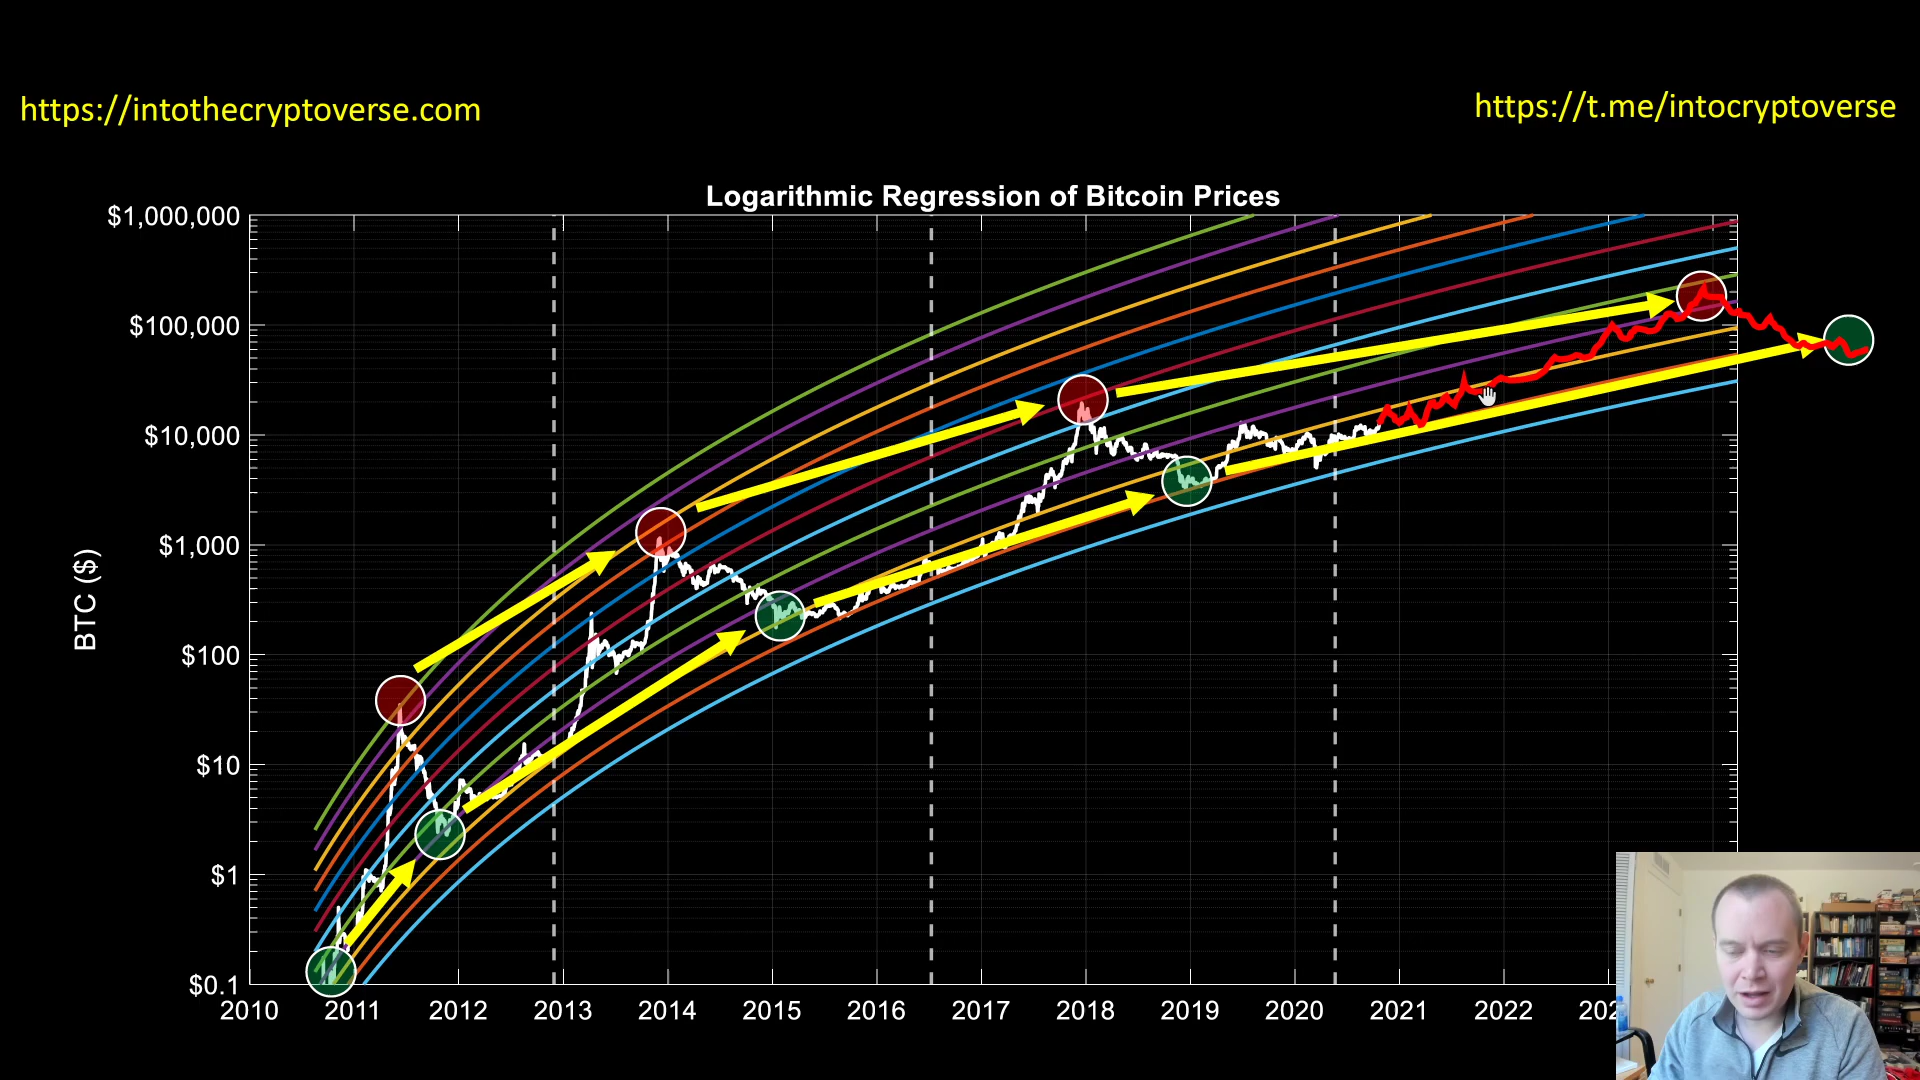 https://intothecryptoverse.com
https://t.me/intocryptoverse
Logarithmic Regression of Bitcoin Prices
$1,000,000
$100,000
$10,000
$1,000
$100
$10
$1
$0.1
BTC ($)
2010 2011 2012 2013 2014 2015 2016 2017 2018 2019 2020 2021 2022